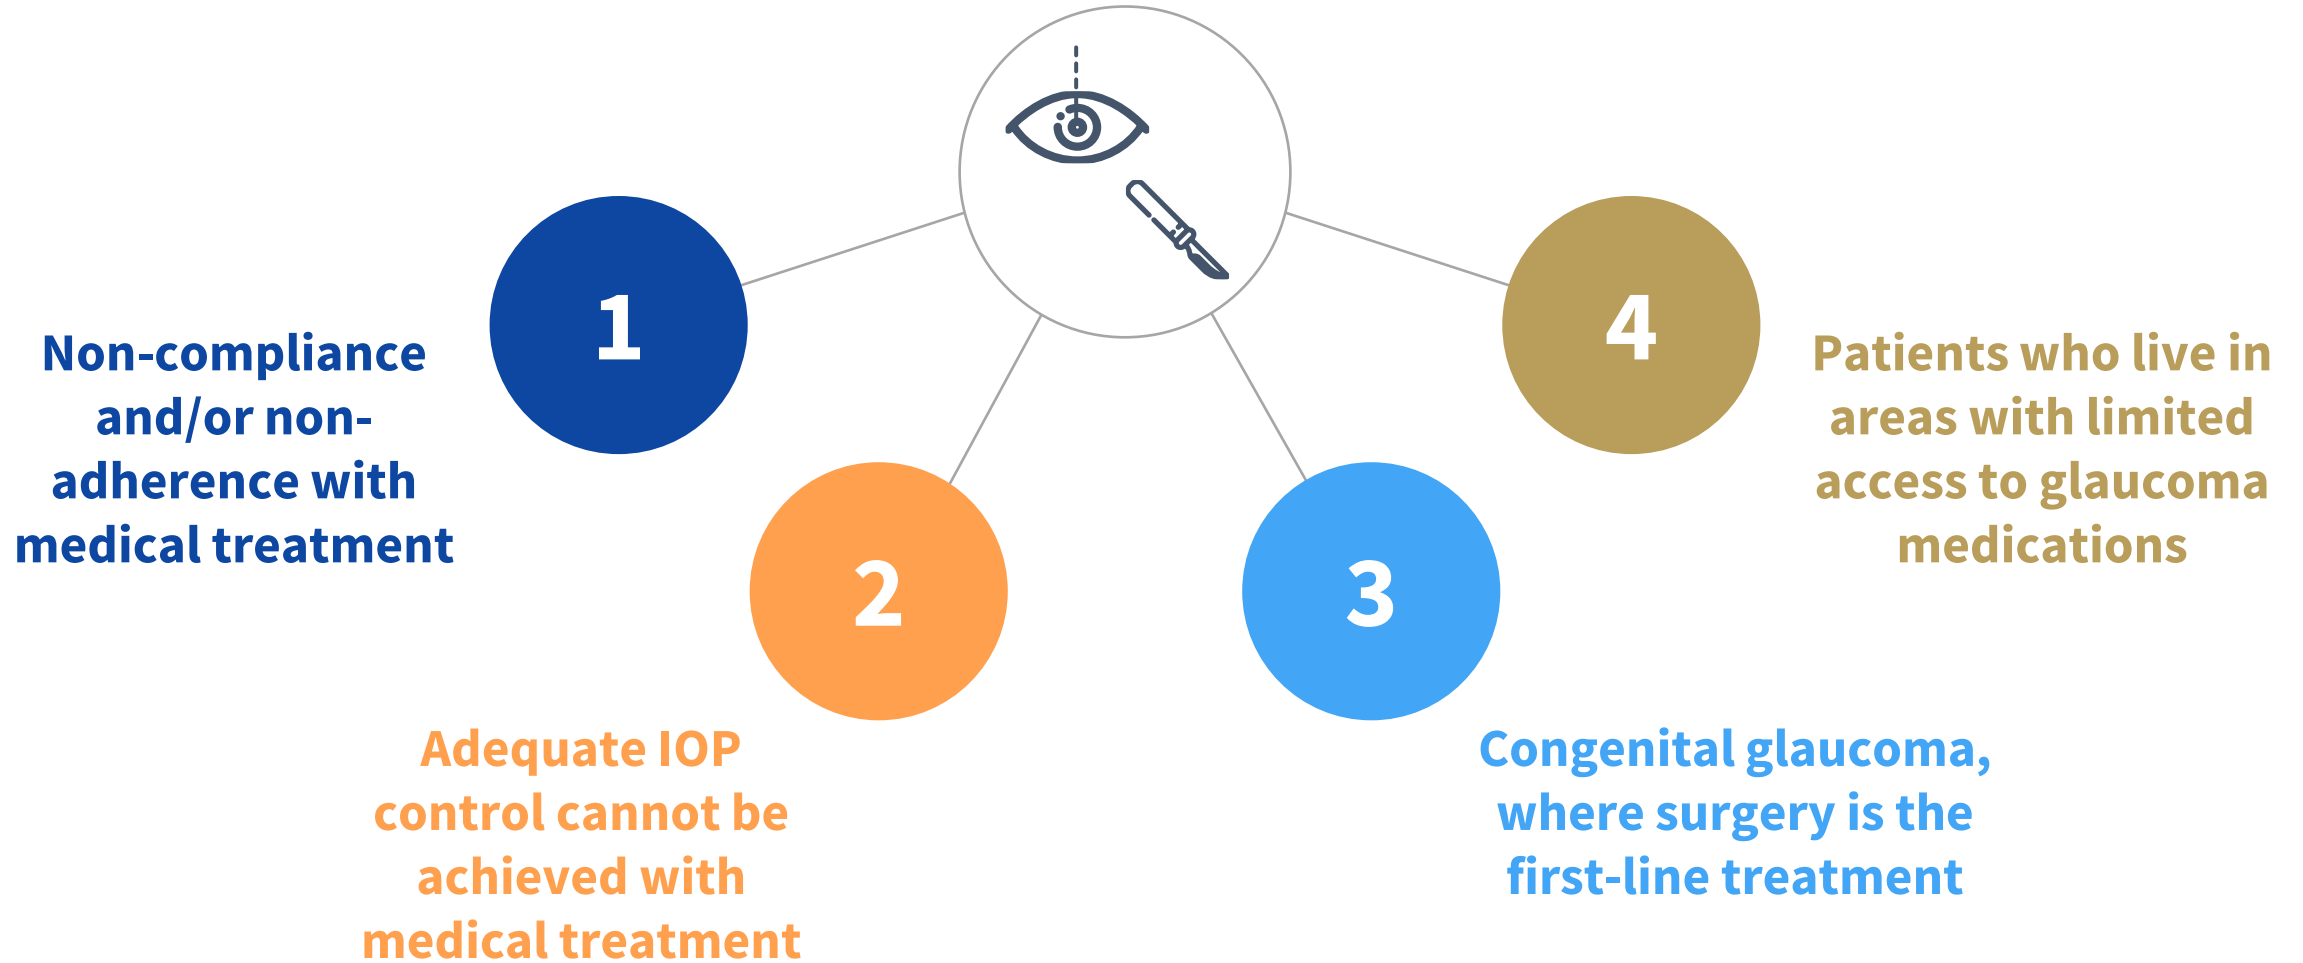 1
Non-compliance
and/or non-
adherence with
medical treatment
2
Adequate IOP
control cannot be
achieved with
medical treatment
3
Congenital glaucoma,
where surgery is the
first-line treatment
4
Patients who live in
areas with limited
access to glaucoma
medications